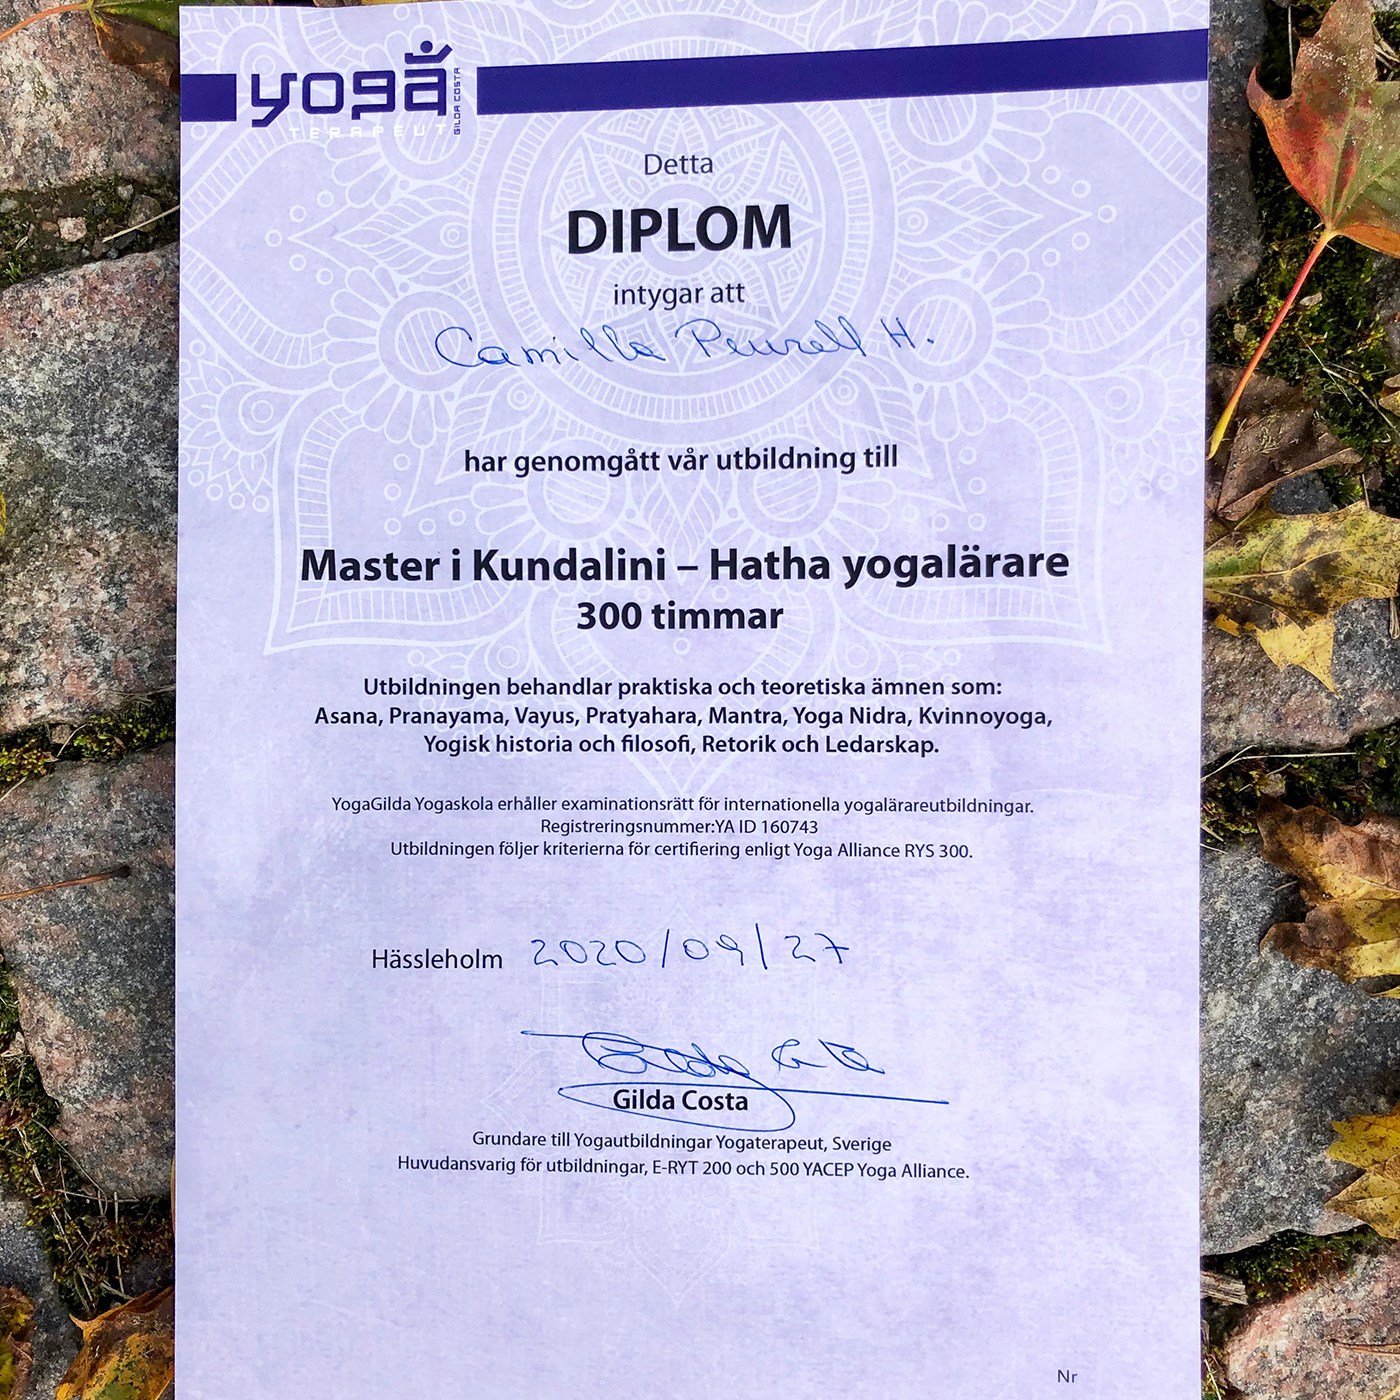 yoga
TERAPEUT
GILDA COSTA
Detta
DIPLOM
intygar att
Camilla Peurell H.
har genomgått vår utbildning till
Master i Kundalini – Hatha yogalärare
300 timmar
Utbildningen behandlar praktiska och teoretiska ämnen som:
Asana, Pranayama, Vayus, Pratyahara, Mantra, Yoga Nidra, Kvinnoyoga,
Yogisk historia och filosofi, Retorik och Ledarskap.
YogaGilda Yogaskola erhåller examinationsrätt för internationella yogalärareutbildningar.
Registreringsnummer:YA ID 160743
Utbildningen följer kriterierna för certifiering enligt Yoga Alliance RYS 300.
Hässleholm 2020/09/27
Gilda Costa
Gilda Costa
Grundare till Yogautbildningar Yogaterapeut, Sverige
Huvudansvarig för utbildningar, E-RYT 200 och 500 YACEP Yoga Alliance.
Nr